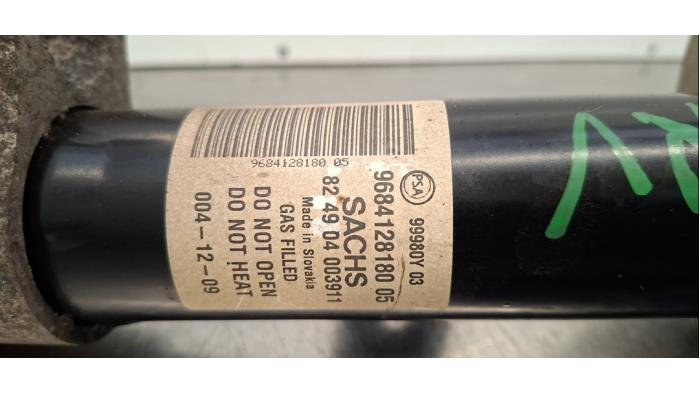 9684128180 05
PSA 99980Y 03
9684128180 05
SACHS
82 49 04 003911
Made in Slovakia
GAS FILLED
DO NOT OPEN
DO NOT HEAT
004-12-09